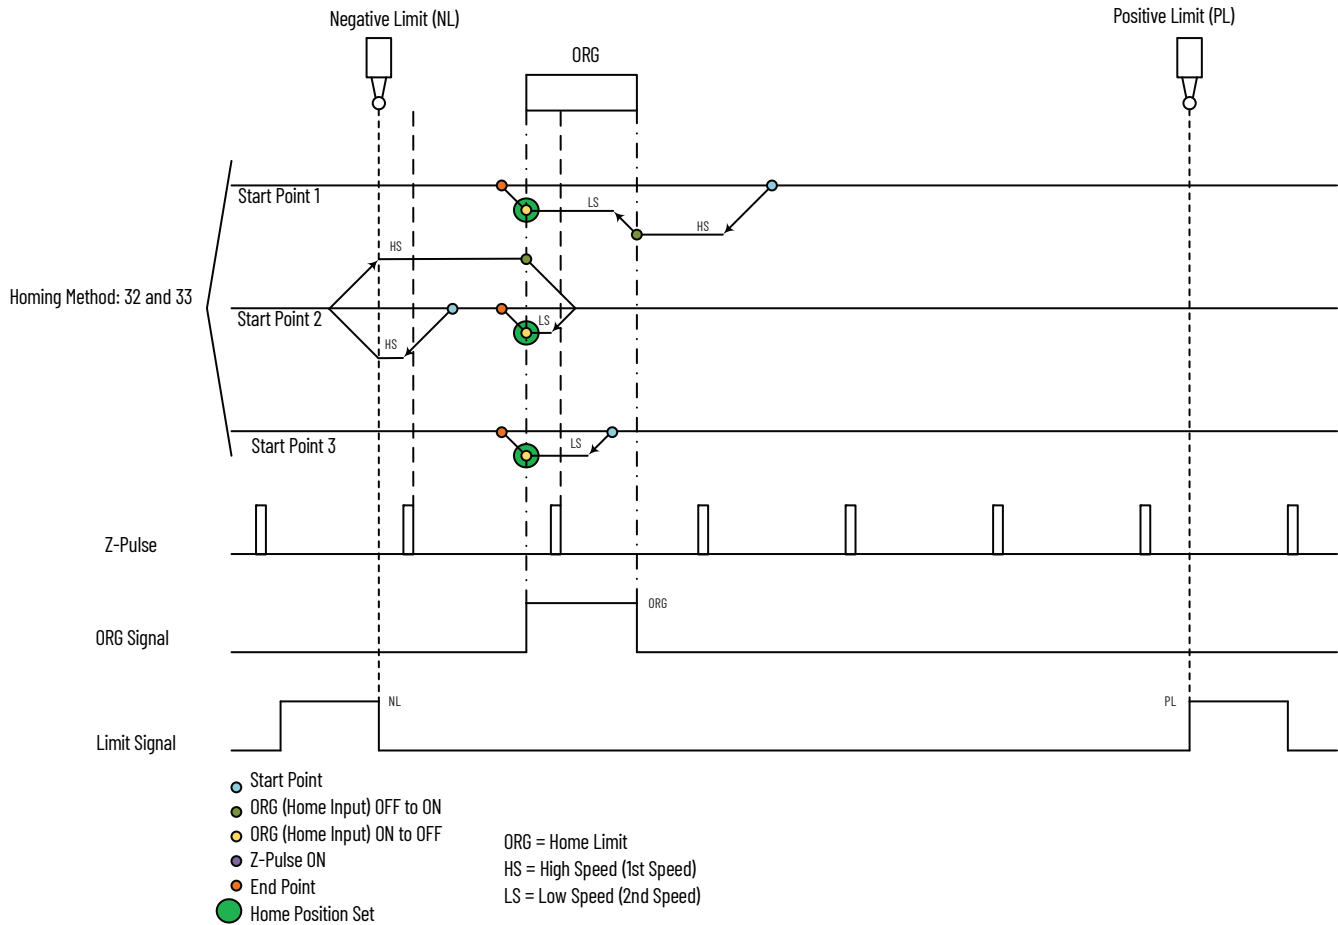 Negative Limit (NL)
Positive Limit (PL)
ORG
Start Point 1
LS
HS
HS
Homing Method: 32 and 33
Start Point 2
LS
HS
Start Point 3
LS
Z-Pulse
ORG
ORG Signal
NL
PL
Limit Signal
Start Point
ORG (Home Input) OFF to ON
ORG (Home Input) ON to OFF
Z-Pulse ON
End Point
Home Position Set
ORG = Home Limit
HS = High Speed (1st Speed)
LS = Low Speed (2nd Speed)